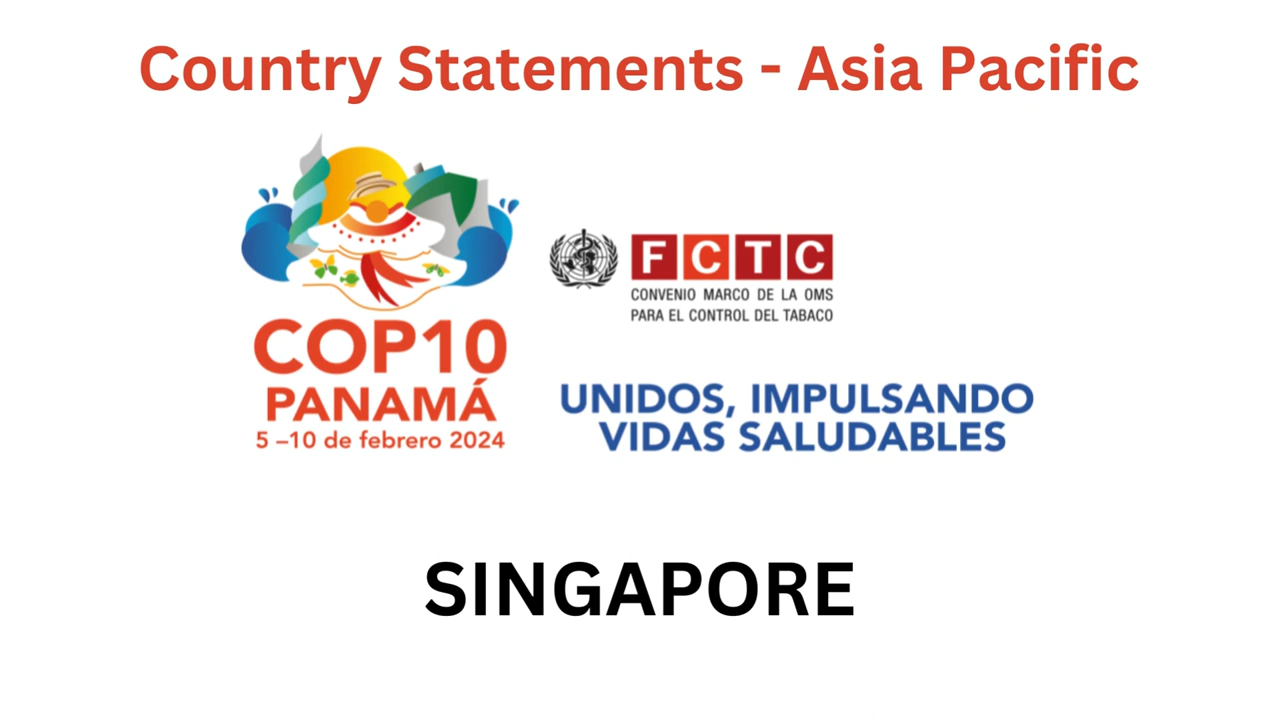 Country Statements - Asia Pacific
COP10
PANAMÁ
5 –10 de febrero 2024
FCTC
CONVENIO MARCO DE LA OMS
PARA EL CONTROL DEL TABACO
UNIDOS, IMPULSANDO
VIDAS SALUDABLES
SINGAPORE